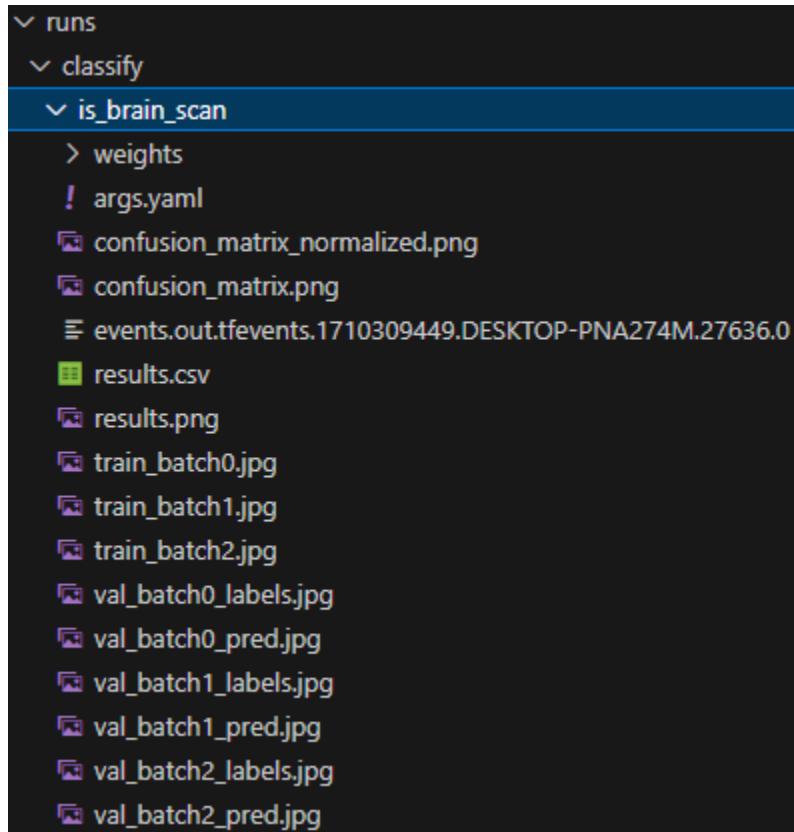 runs
classify
is_brain_scan
weights
args.yaml
confusion_matrix_normalized.png
confusion_matrix.png
events.out.tfevents.1710309449.DESKTOP-PNA274M.27636.0
results.csv
results.png
train_batch0.jpg
train_batch1.jpg
train_batch2.jpg
val_batch0_labels.jpg
val_batch0_pred.jpg
val_batch1_labels.jpg
val_batch1_pred.jpg
val_batch2_labels.jpg
val_batch2_pred.jpg